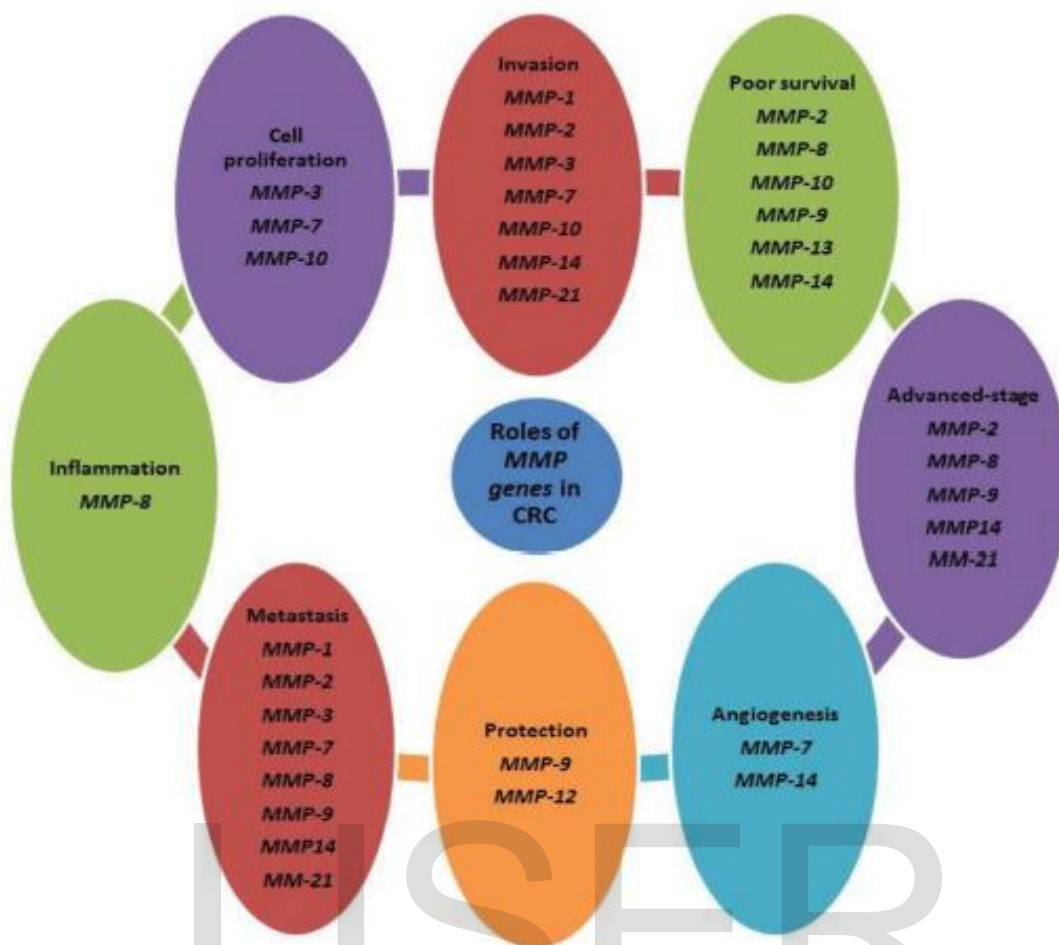 Cell
proliferation
MMP-3
MMP-7
MMP-10
Invasion
MMP-1
MMP-2
MMP-3
MMP-7
MMP-10
MMP-14
MMP-21
Poor survival
MMP-2
MMP-8
MMP-10
MMP-9
MMP-13
MMP-14
Inflammation
MMP-8
Roles of
MMP
genes in
CRC
Advanced-stage
MMP-2
MMP-8
MMP-9
MMP14
MM-21
Metastasis
MMP-1
MMP-2
MMP-3
MMP-7
MMP-8
MMP-9
MMP14
MM-21
Protection
MMP-9
MMP-12
Angiogenesis
MMP-7
MMP-14
IJSER